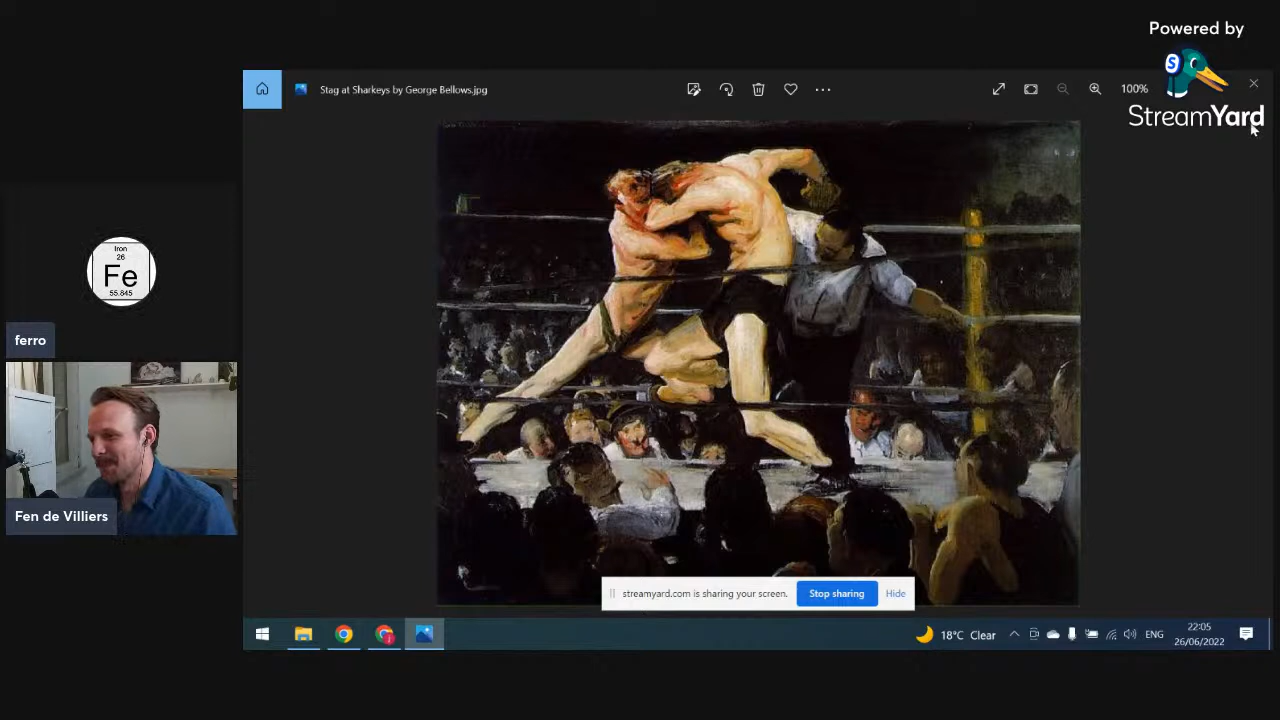 Powered by
S
StreamYard
Stag at Sharkeys by George Bellows.jpg
100%
Iron
26
Fe
55.845
ferro
Fen de Villiers
streamyard.com is sharing your screen.
Stop sharing
Hide
18°C Clear
ENG
22:05
26/06/2022